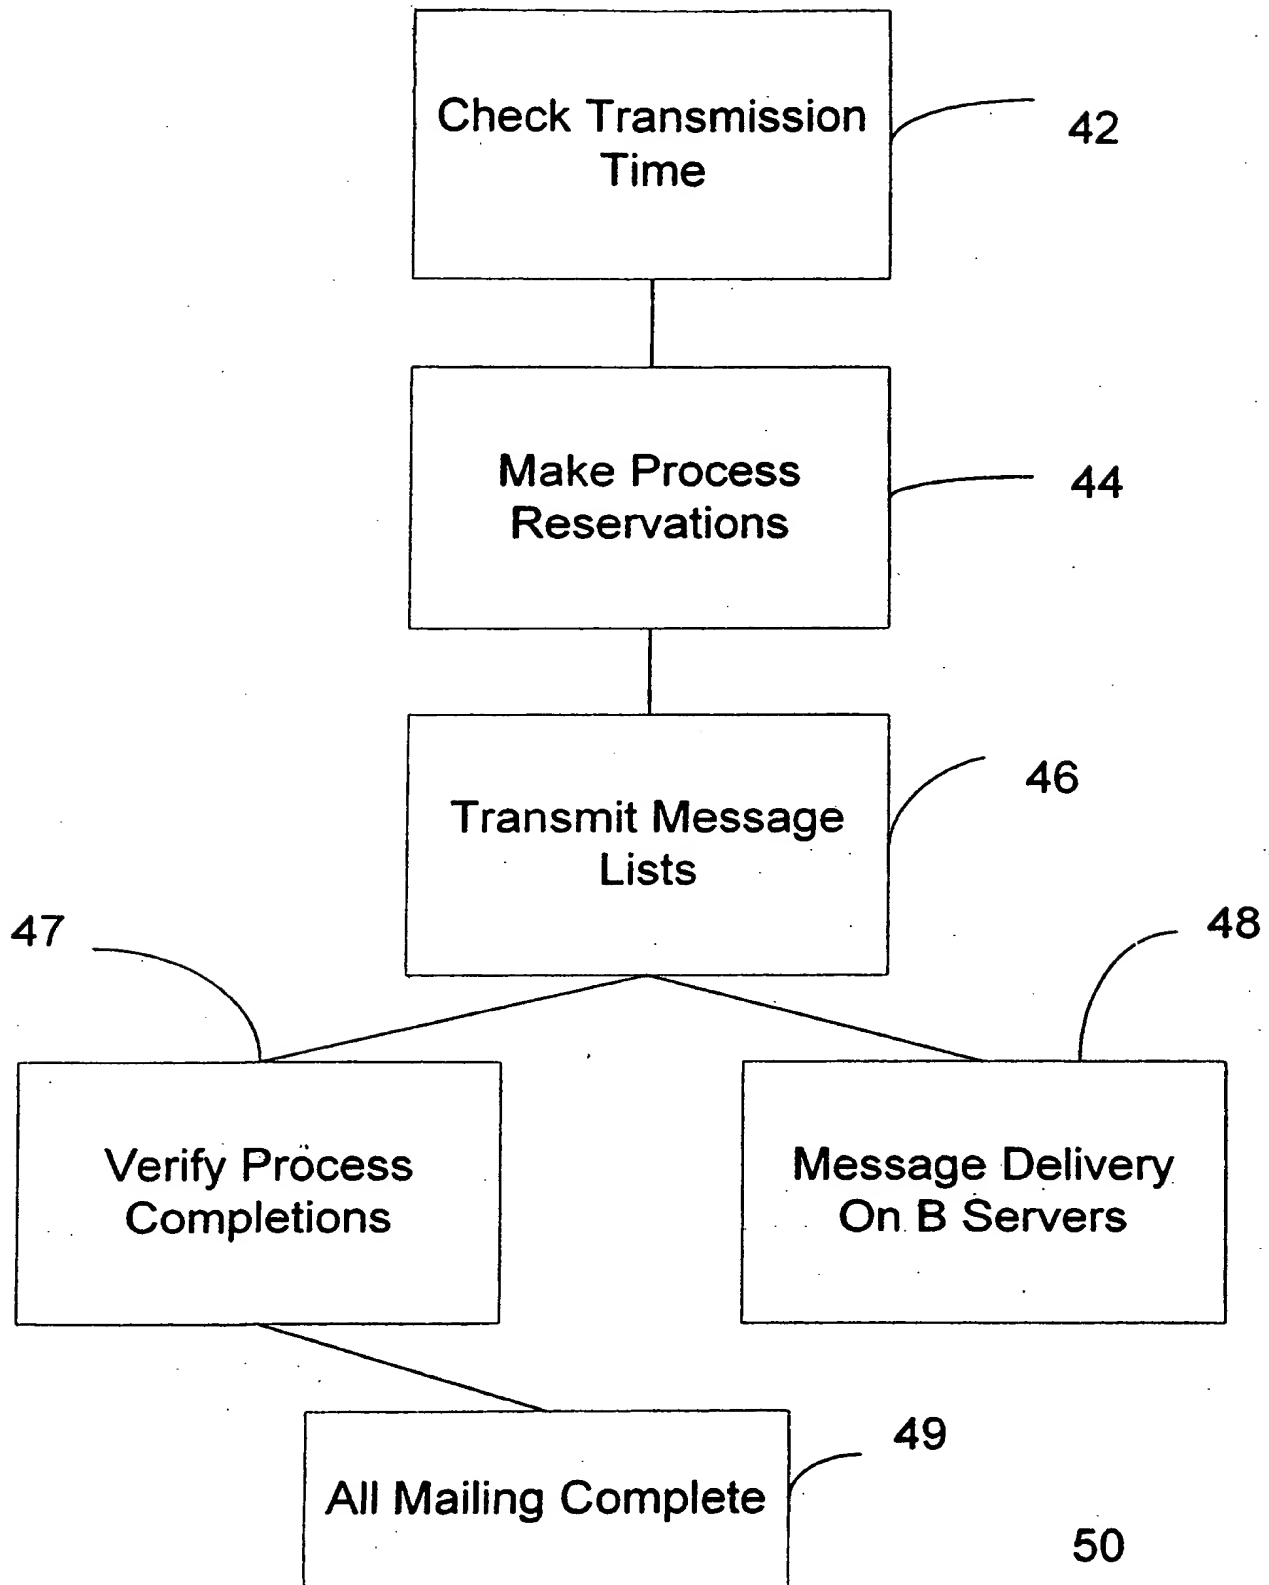 Check Transmission
Time
42
Make Process
Reservations
44
Transmit Message
Lists
46
47
48
Verify Process
Completions
Message Delivery
On B Servers
49
All Mailing Complete
50